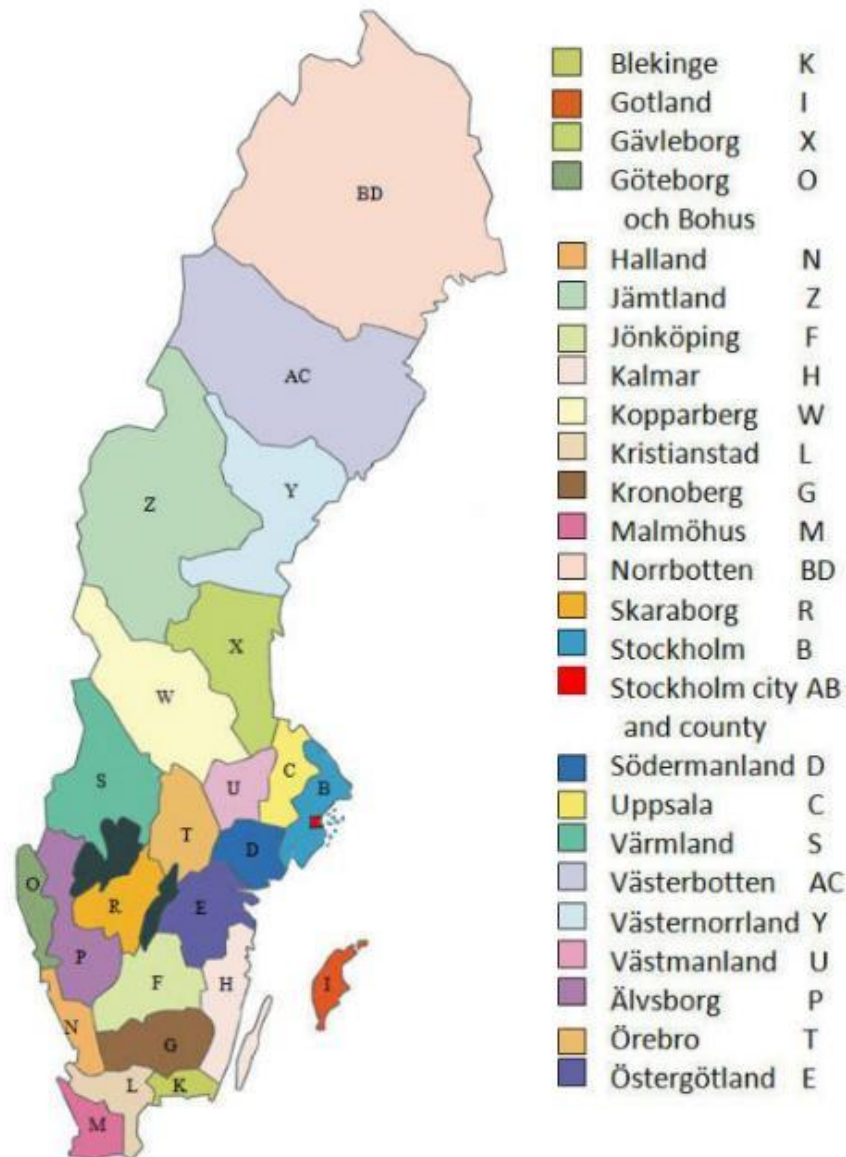 BD
AC
Y
Z
X
W
C
B
S
U
T
D
O
R
E
P
H
I
F
N
G
L
K
M
Blekinge K
Gotland I
Gävleborg X
Göteborg O
och Bohus
Halland N
Jämtland Z
Jönköping F
Kalmar H
Kopparberg W
Kristianstad L
Kronoberg G
Malmöhus M
Norrbotten BD
Skaraborg R
Stockholm B
Stockholm city AB
and county
Södermanland D
Uppsala C
Värmland S
Västerbotten AC
Västernorrland Y
Västmanland U
Älvsborg P
Örebro T
Östergötland E